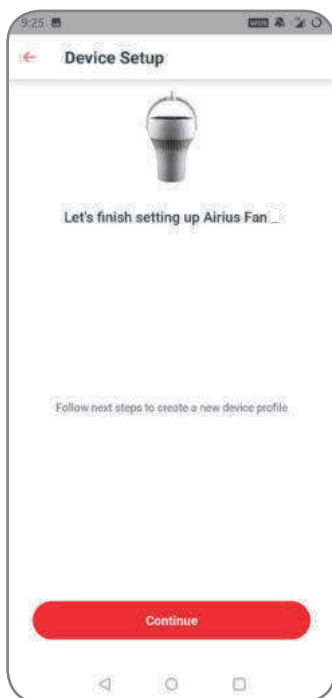 9:25
Device Setup
Let's finish setting up Airius Fan _
Follow next steps to create a new device profile
Continue